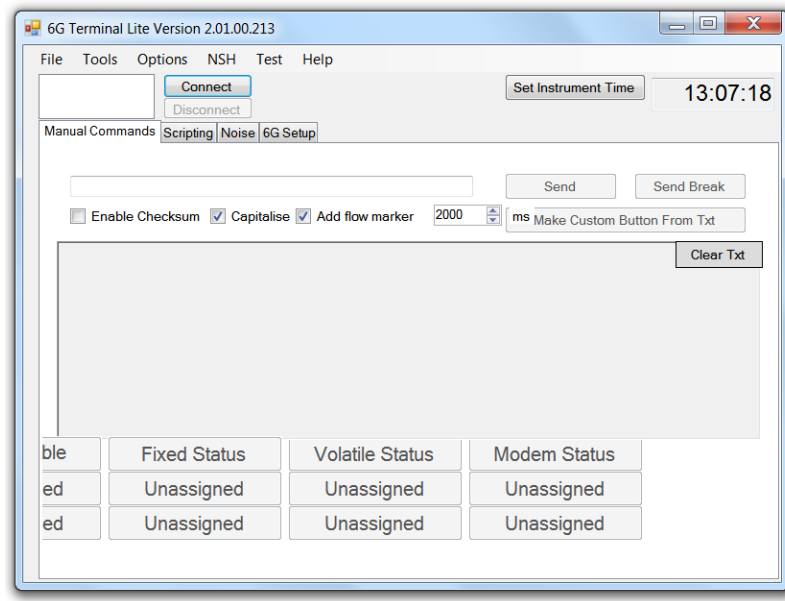 6G Terminal Lite Version 2.01.00.213
File Tools Options NSH Test Help
Connect
Set Instrument Time
13:07:18
Disconnect
Manual Commands Scripting Noise 6G Setup
Send Send Break
Enable Checksum Capitalise Add flow marker 2000 ms Make Custom Button From Txt
Clear Txt
ble Fixed Status Volatile Status Modem Status
ed Unassigned Unassigned Unassigned
ed Unassigned Unassigned Unassigned